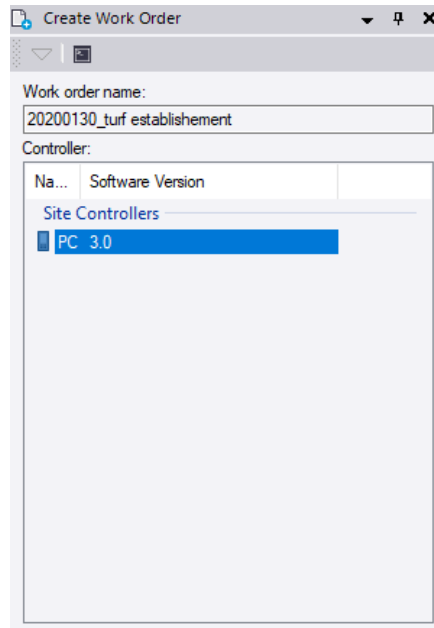 Create Work Order
Work order name:
20200130_turf establishement
Controller:
Na... Software Version
Site Controllers
PC 3.0